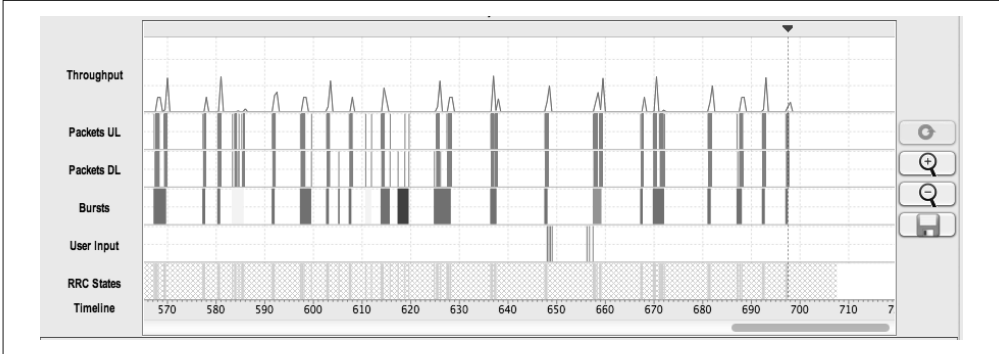 Throughput
Packets UL
Packets DL
Bursts
User Input
RRC States
Timeline 570 580 590 600 610 620 630 640 650 660 670 680 690 700 710 7